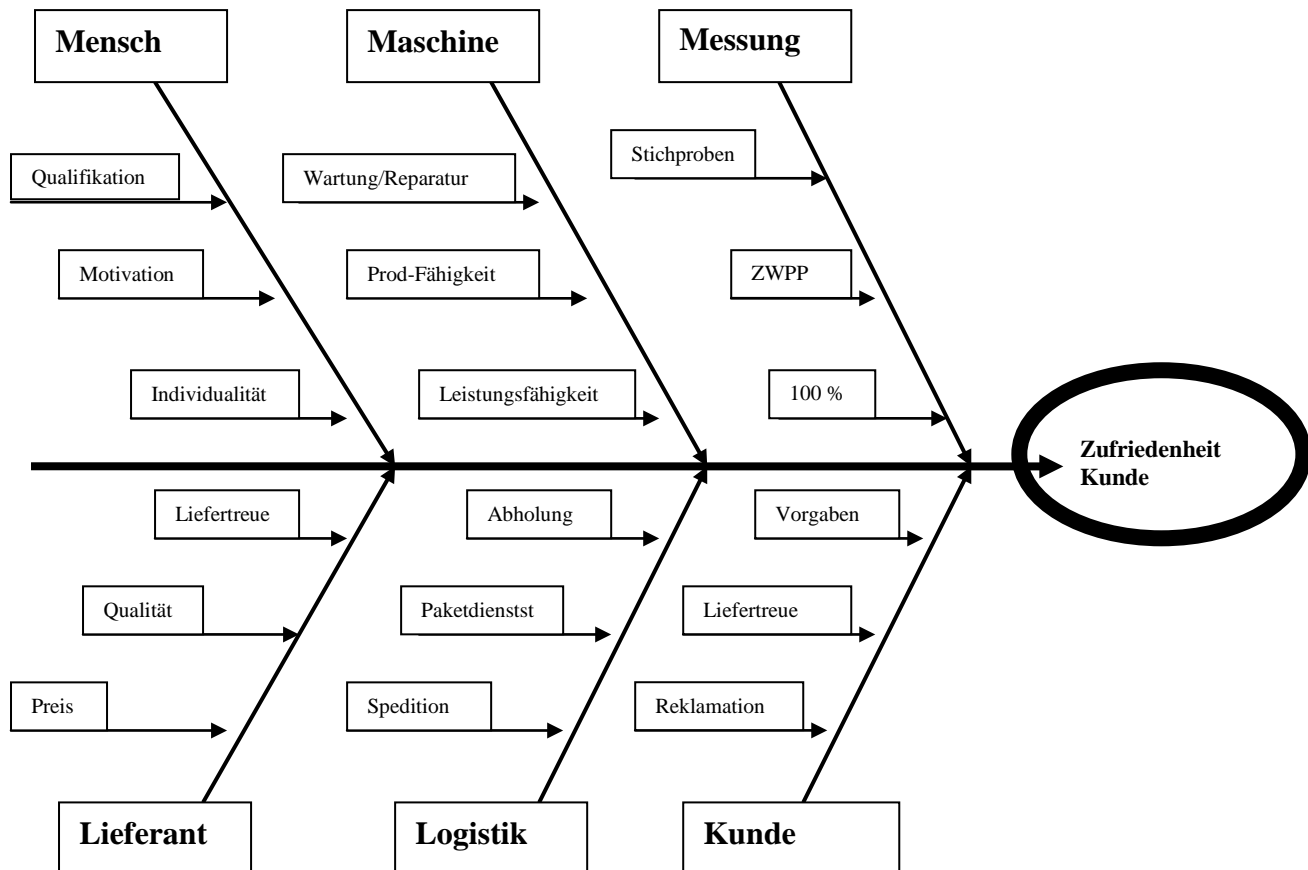 Mensch
Maschine
Messung
Stichproben
Qualifikation
Wartung/Reparatur
Motivation
Prod-Fähigkeit
ZWPP
Individualität
Leistungsfähigkeit
100 %
Zufriedenheit
Kunde
Liefertreue
Abholung
Vorgaben
Qualität
Paketdienstst
Liefertreue
Preis
Spedition
Reklamation
Lieferant
Logistik
Kunde